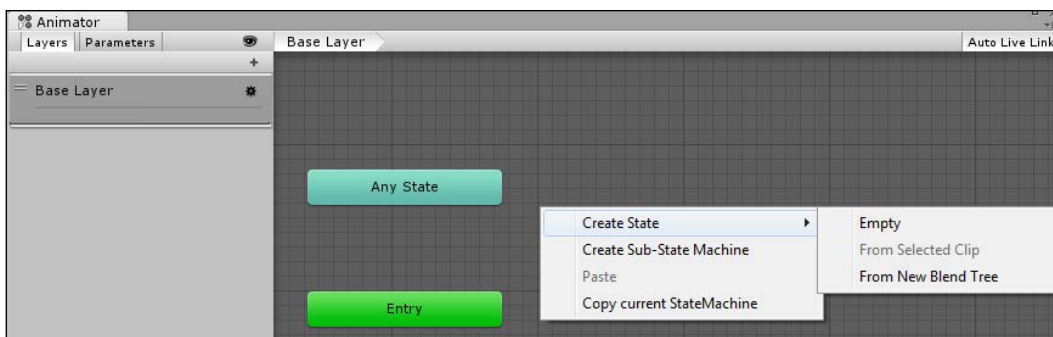 Animator
Layers Parameters
Base Layer
Auto Live Link
+
Base Layer
Any State
Entry
Create State
Create Sub-State Machine
Paste
Copy current StateMachine
Empty
From Selected Clip
From New Blend Tree